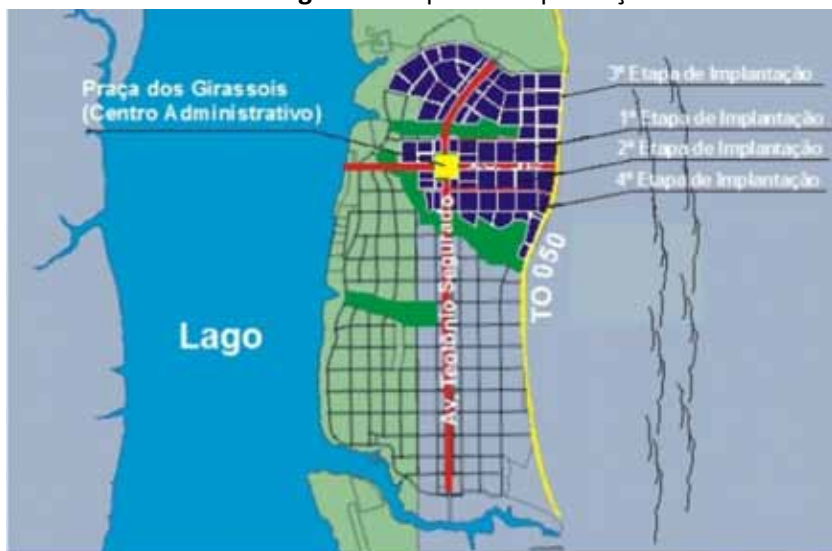 Praça dos Girassois
(Centro Administrativo)
3ª Etapa de Implantação
1ª Etapa de Implantação
2ª Etapa de Implantação
4ª Etapa de Implantação
Lago
Av. Teotônio Segurado
TO 050